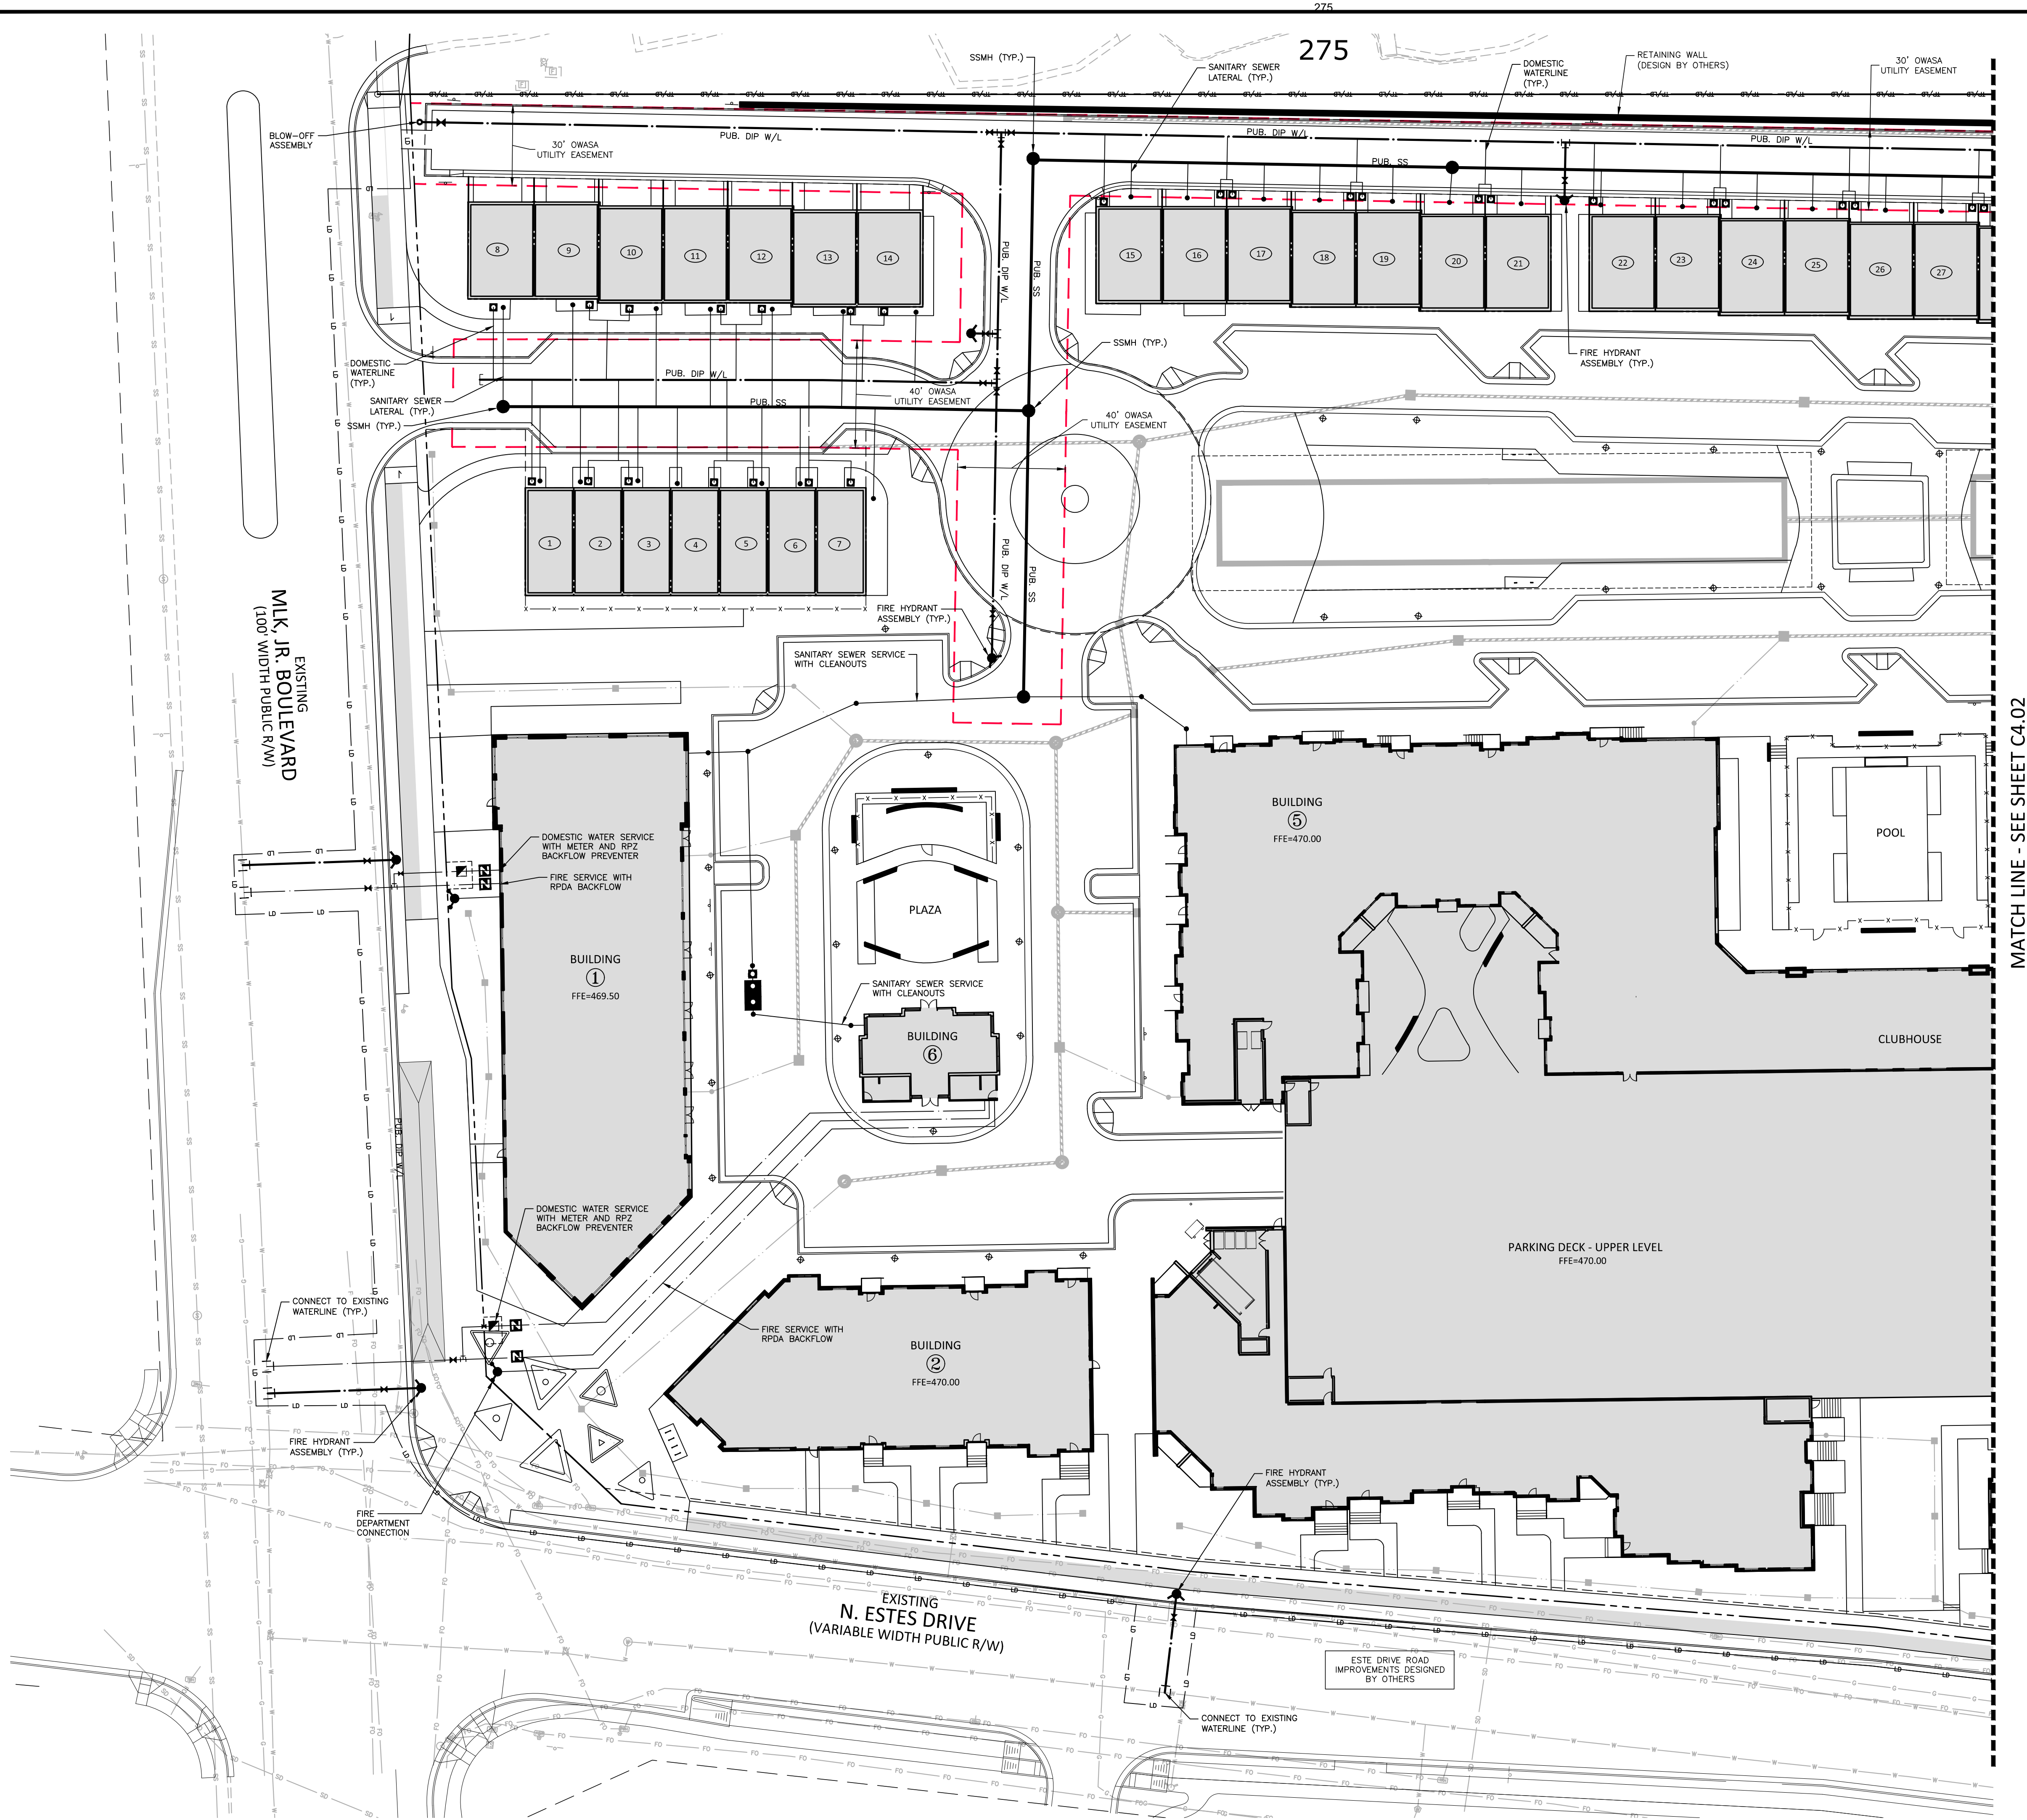 275
275
SSMH (TYP.)
SANITARY SEWER
LATERAL (TYP.)
DOMESTIC
WATERLINE
(TYP.)
RETAINING WALL
(DESIGN BY OTHERS)
30' OWASA
UTILITY EASEMENT
BLOW-OFF
ASSEMBLY
30' OWASA
UTILITY EASEMENT
PUB. DIP W/L
PUB. DIP W/L
PUB. DIP W/L
PUB. SS
8
9
10
11
12
13
14
15
16
17
18
19
20
21
22
23
24
25
26
27
PUB. DIP W/L
PUB. SS
SSMH (TYP.)
FIRE HYDRANT
ASSEMBLY (TYP.)
DOMESTIC
WATERLINE
(TYP.)
SANITARY SEWER
LATERAL (TYP.)
SSMH (TYP.)
PUB. DIP W/L
PUB. SS
40' OWASA
UTILITY EASEMENT
40' OWASA
UTILITY EASEMENT
1
2
3
4
5
6
7
PUB. DIP W/L
PUB. SS
FIRE HYDRANT
ASSEMBLY (TYP.)
EXISTING
MLK, JR. BOULEVARD
(100' WIDTH PUBLIC R/W)
SANITARY SEWER SERVICE
WITH CLEANOUTS
MATCH LINE - SEE SHEET C4.02
DOMESTIC WATER SERVICE
WITH METER AND RPZ
BACKFLOW PREVENTER
FIRE SERVICE WITH
RPDA BACKFLOW
BUILDING
5
FFE=470.00
POOL
PLAZA
BUILDING
1
FFE=469.50
SANITARY SEWER SERVICE
WITH CLEANOUTS
BUILDING
6
CLUBHOUSE
PUB. DIP W/L
DOMESTIC WATER SERVICE
WITH METER AND RPZ
BACKFLOW PREVENTER
PARKING DECK - UPPER LEVEL
FFE=470.00
CONNECT TO EXISTING
WATERLINE (TYP.)
FIRE SERVICE WITH
RPDA BACKFLOW
BUILDING
2
FFE=470.00
FIRE HYDRANT
ASSEMBLY (TYP.)
FIRE
DEPARTMENT
CONNECTION
FIRE HYDRANT
ASSEMBLY (TYP.)
EXISTING
N. ESTES DRIVE
(VARIABLE WIDTH PUBLIC R/W)
ESTE DRIVE ROAD
IMPROVEMENTS DESIGNED
BY OTHERS
CONNECT TO EXISTING
WATERLINE (TYP.)